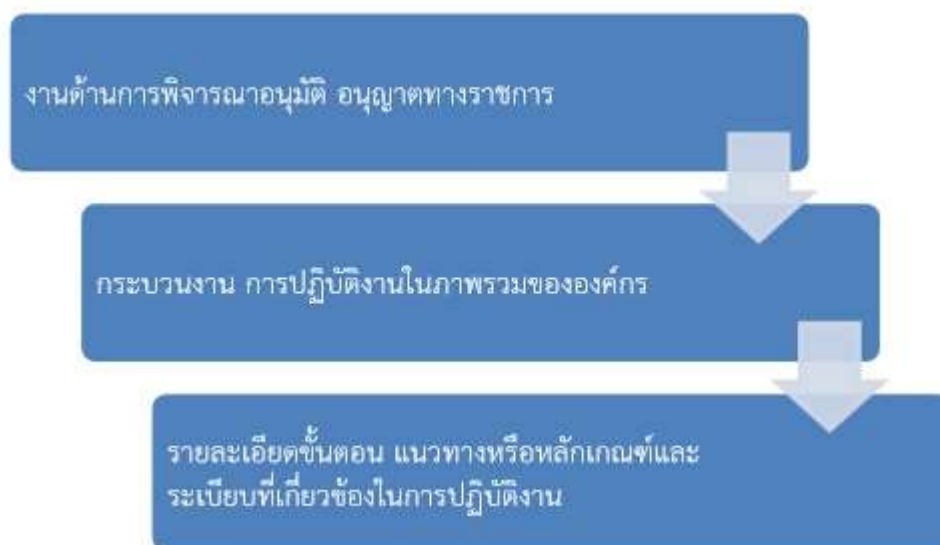 งานด้านการพิจารณาอนุมัติ อนุญาตทางราชการ
กระบวนงาน การปฏิบัติงานในภาพรวมขององค์กร
รายละเอียดขั้นตอน แนวทางหรือหลักเกณฑ์และ
ระเบียบที่เกี่ยวข้องในการปฏิบัติงาน